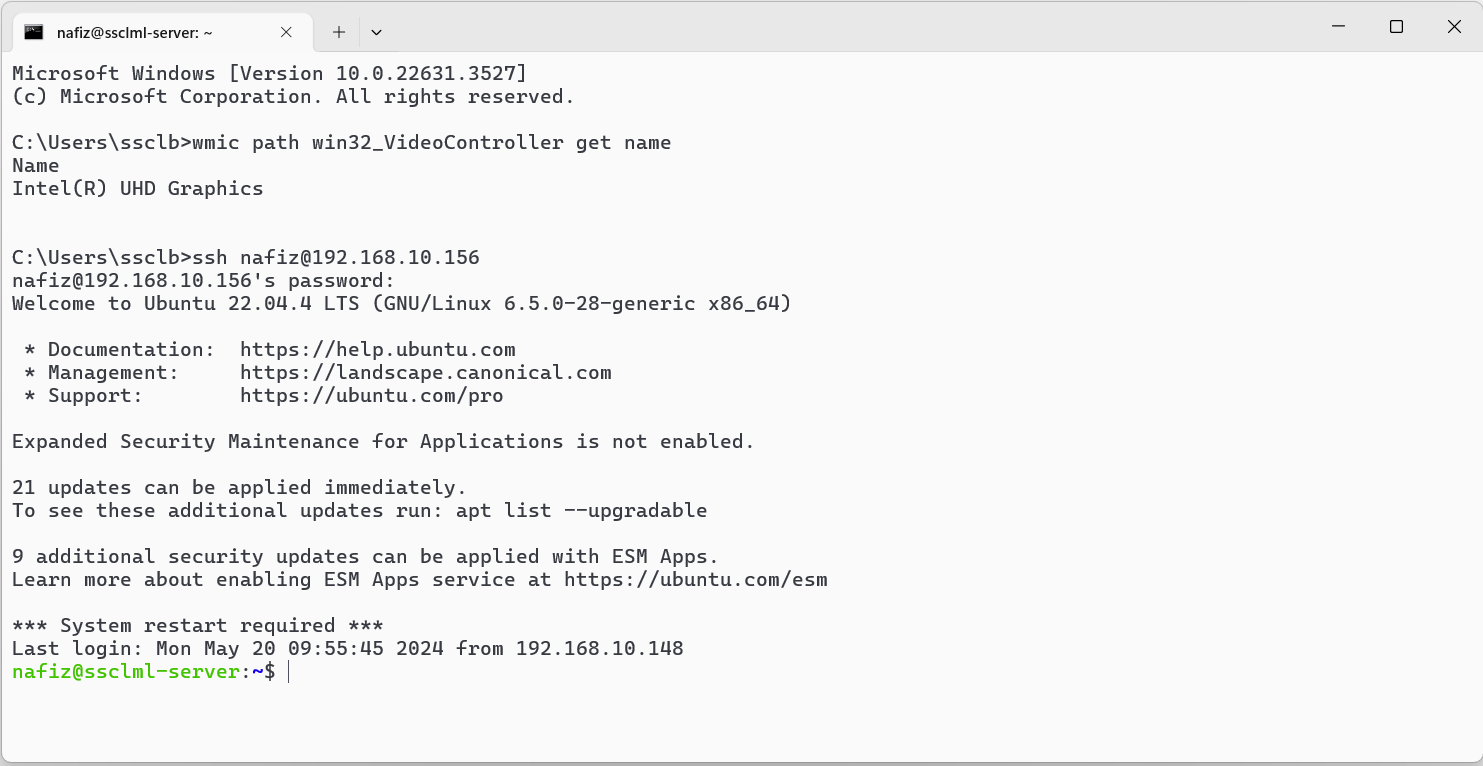 nafiz@ssclml-server: ~
Microsoft Windows [Version 10.0.22631.3527]
(c) Microsoft Corporation. All rights reserved.
C:\Users\ssclb>wmic path win32_VideoController get name
Name
Intel(R) UHD Graphics
C:\Users\ssclb>ssh nafiz@192.168.10.156
nafiz@192.168.10.156's password:
Welcome to Ubuntu 22.04.4 LTS (GNU/Linux 6.5.0-28-generic x86_64)
* Documentation:  https://help.ubuntu.com
* Management:     https://landscape.canonical.com
* Support:        https://ubuntu.com/pro
Expanded Security Maintenance for Applications is not enabled.
21 updates can be applied immediately.
To see these additional updates run: apt list --upgradable
9 additional security updates can be applied with ESM Apps.
Learn more about enabling ESM Apps service at https://ubuntu.com/esm
*** System restart required ***
Last login: Mon May 20 09:55:45 2024 from 192.168.10.148
nafiz@ssclml-server:~$